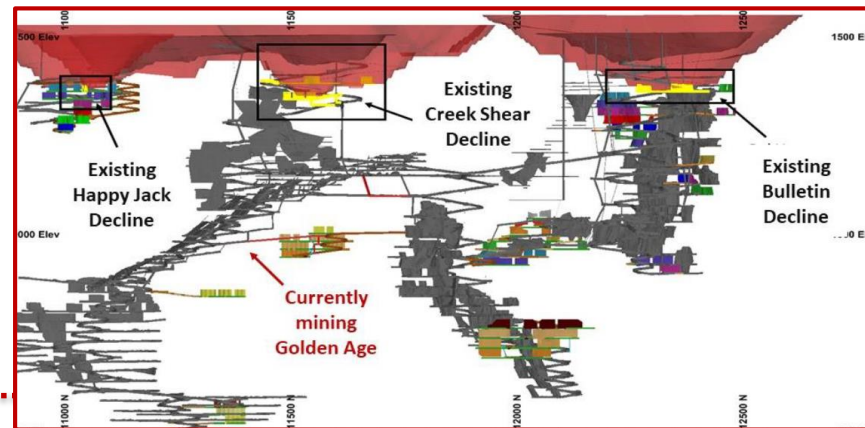 1100
1150
1200
1250
500 Elev
1500 E
Existing
Creek Shear
Decline
Existing
Happy Jack
Decline
Existing
Bulletin
Decline
000 Elev
Currently
mining
Golden Age
11000 N
11500 N
12000 N
12500 N